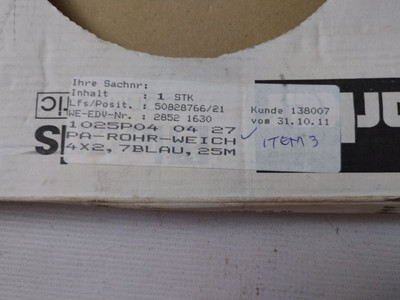 Ihre Sachnr:
Inhalt : 1 STK
Lfs/Posit. : 50828766/21
WE-EDV-Nr. : 2852 1630
Kunde 138007
vom 31.10.11
1025P04 04 27
PA-ROHR-WEICH
4X2,7BLAU,25M
ITEM 3